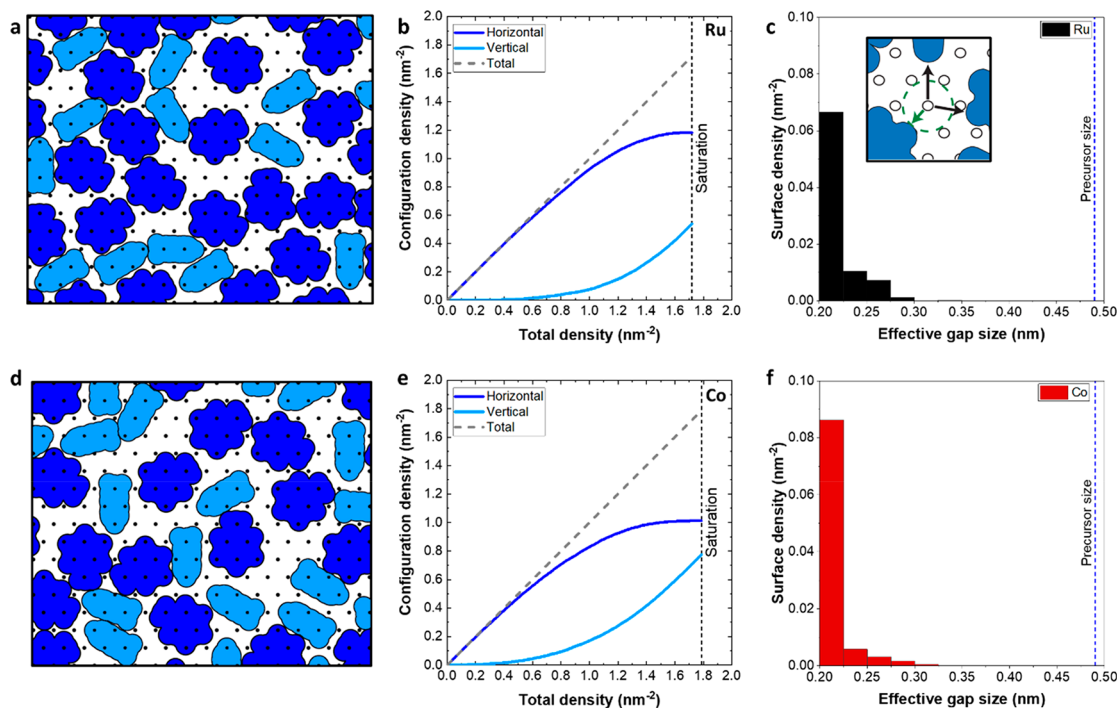 a
b
2.0
1.8
1.6
1.4
1.2
1.0
0.8
0.6
0.4
0.2
0.0
Configuration density (nm-2)
Horizontal
Vertical
Total
Ru
Saturation
0.0 0.2 0.4 0.6 0.8 1.0 1.2 1.4 1.6 1.8 2.0
Total density (nm-2)
c
0.10
0.08
0.06
0.04
0.02
0.00
Surface density (nm-2)
Ru
Precursor size
0.20 0.25 0.30 0.35 0.40 0.45 0.50
Effective gap size (nm)
d
e
2.0
1.8
1.6
1.4
1.2
1.0
0.8
0.6
0.4
0.2
0.0
Configuration density (nm-2)
Horizontal
Vertical
Total
Co
Saturation
0.0 0.2 0.4 0.6 0.8 1.0 1.2 1.4 1.6 1.8 2.0
Total density (nm-2)
f
0.10
0.08
0.06
0.04
0.02
0.00
Surface density (nm-2)
Co
Precursor size
0.20 0.25 0.30 0.35 0.40 0.45 0.50
Effective gap size (nm)